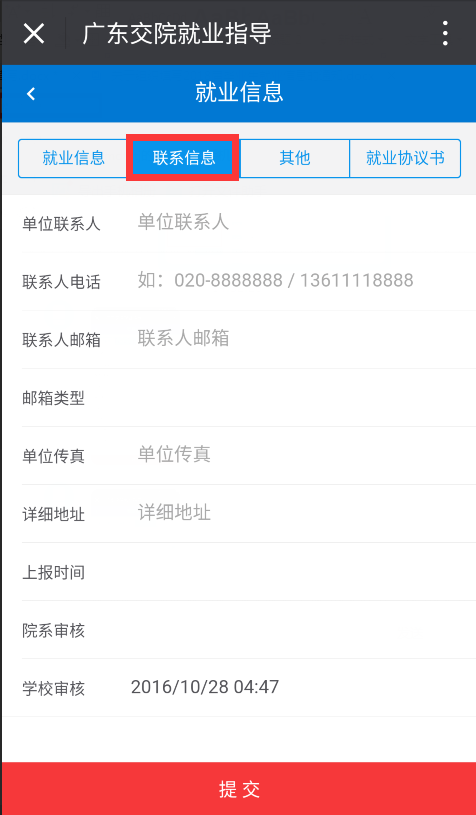 广东交院就业指导
就业信息
就业信息 联系信息 其他 就业协议书
单位联系人 单位联系人
联系人电话 如：020-8888888 / 13611118888
联系人邮箱 联系人邮箱
邮箱类型
单位传真 单位传真
详细地址 详细地址
上报时间
院系审核
学校审核 2016/10/28 04:47
提 交